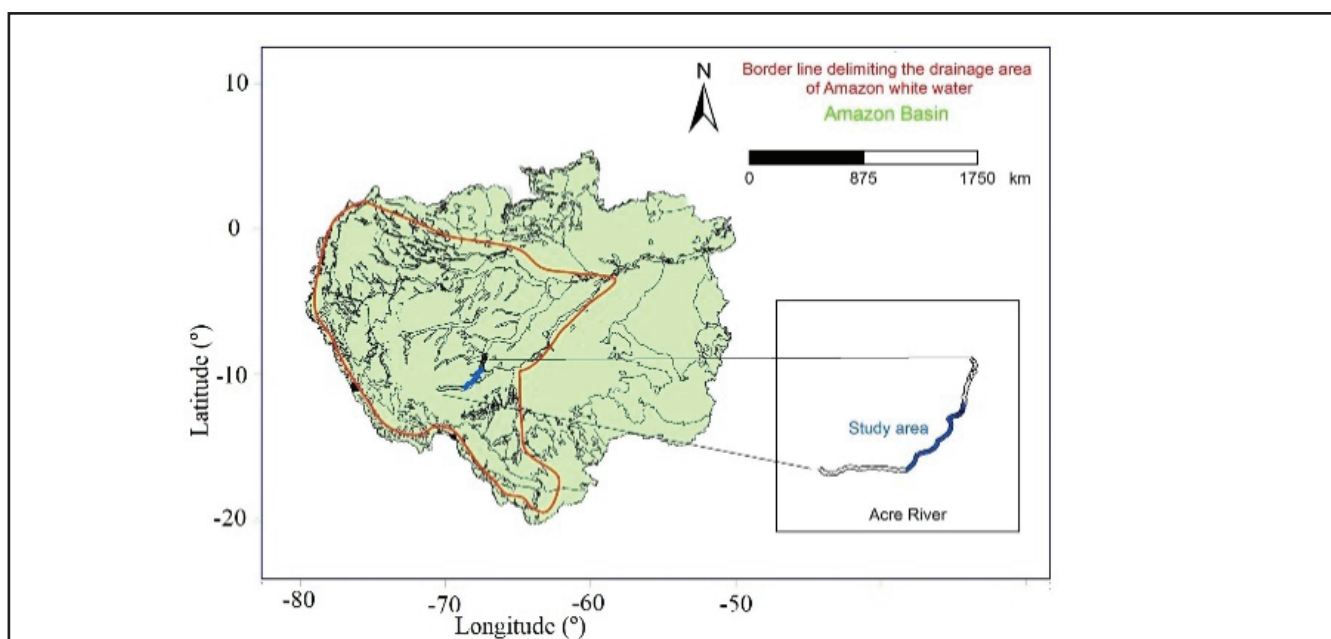 10
0
-10
-20
Latitude (°)
-80
-70
-60
-50
Longitude (°)
N
Border line delimiting the drainage area
of Amazon white water
Amazon Basin
0 875 1750 km
Study area
Acre River